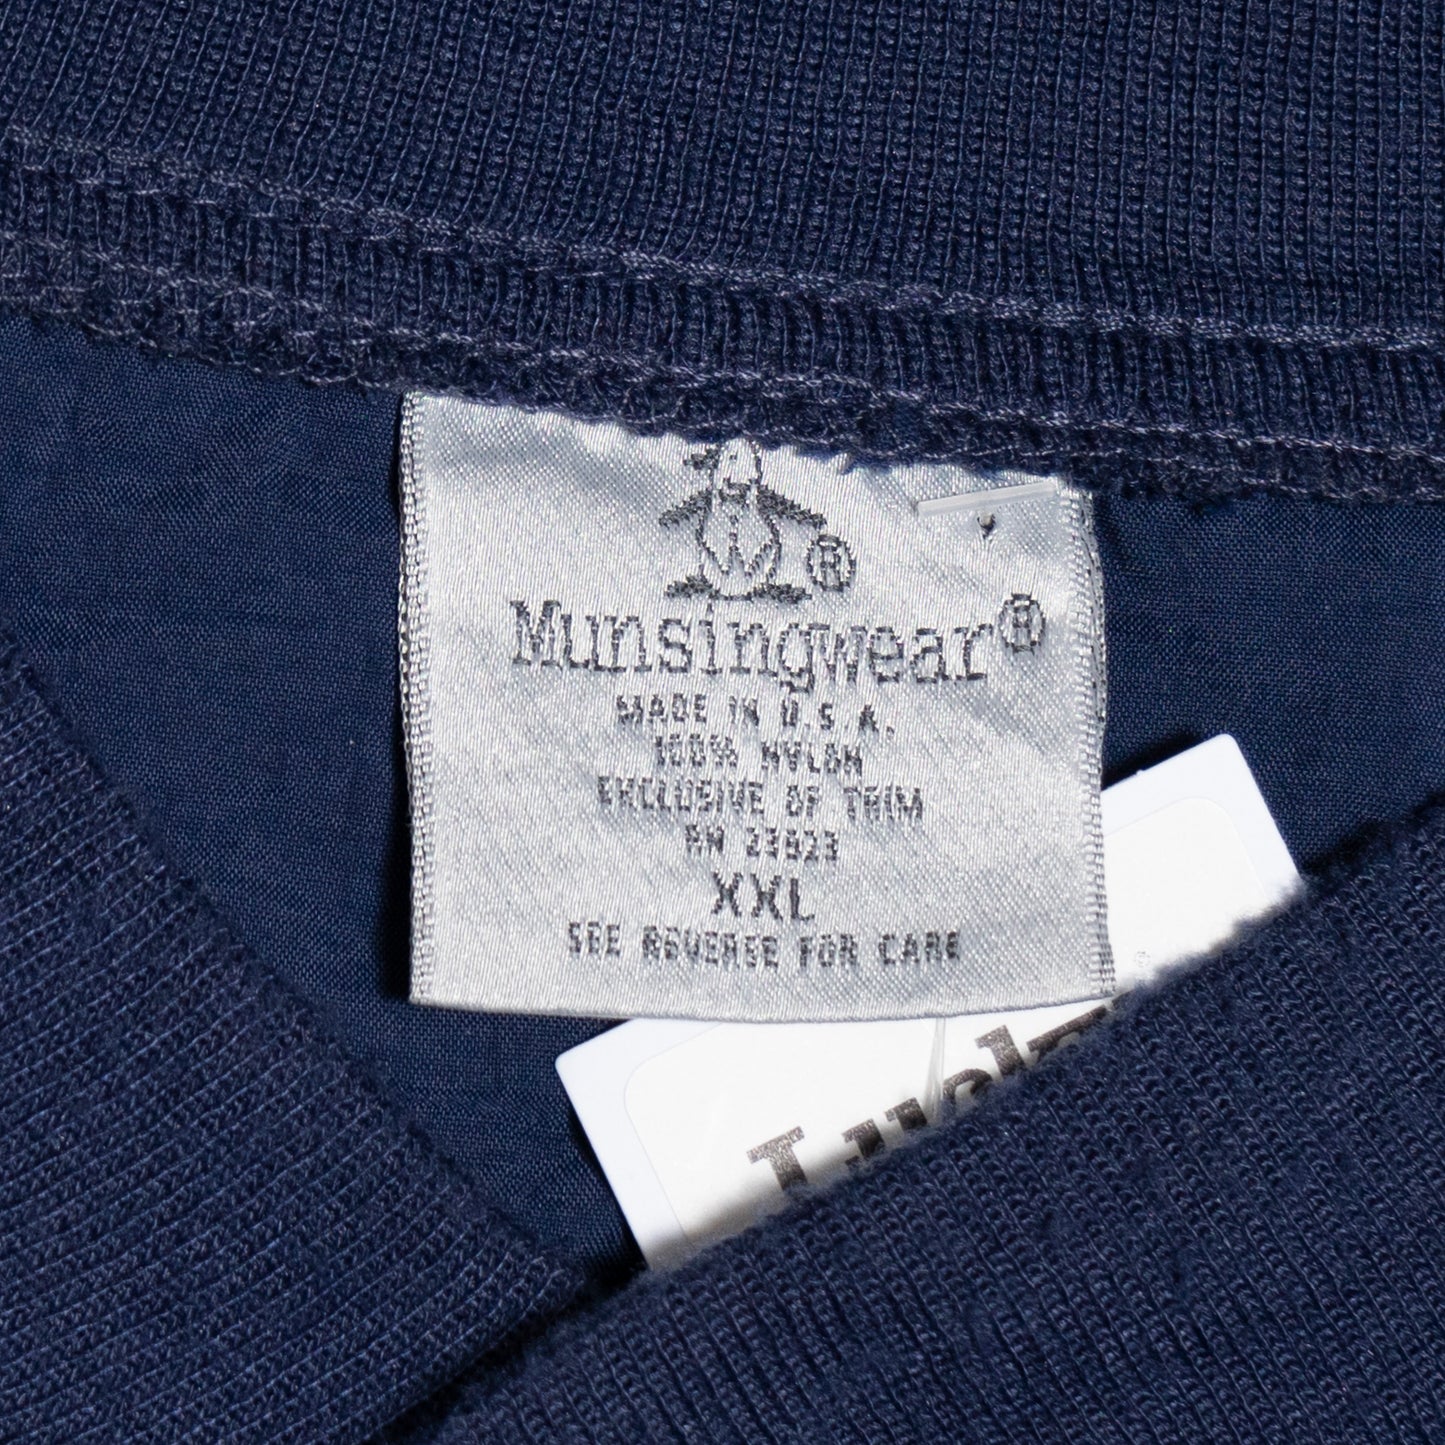 ®
Munsingwear®
MADE IN U.S.A.
100% NYLON
EXCLUSIVE OF TRIM
RN 23823
XXL
SEE REVERSE FOR CARE